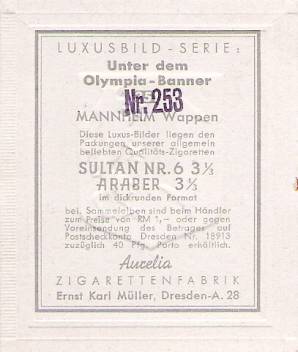 LUXUSBILD - SERIE:
Unter dem
Olympia-Banner
Nr. 253
MANNHEIM Wappen
Diese Luxus-Bilder liegen den
Packungen unserer allgemein
beliebten Qualitäts-Zigaretten
SULTAN NR. 6 3⅓
ARABER 3⅓
im dickrunden Format
bei. Sammelalben sind beim Händler
zum Preise von RM 1,— oder gegen
Voreinsendung des Betrages auf
Postscheckkonto Dresden Nr. 18913
zuzüglich 40 Pfg. Porto erhältlich.
Aurelia
ZIGARETTENFABRIK
Ernst Karl Müller, Dresden-A. 28